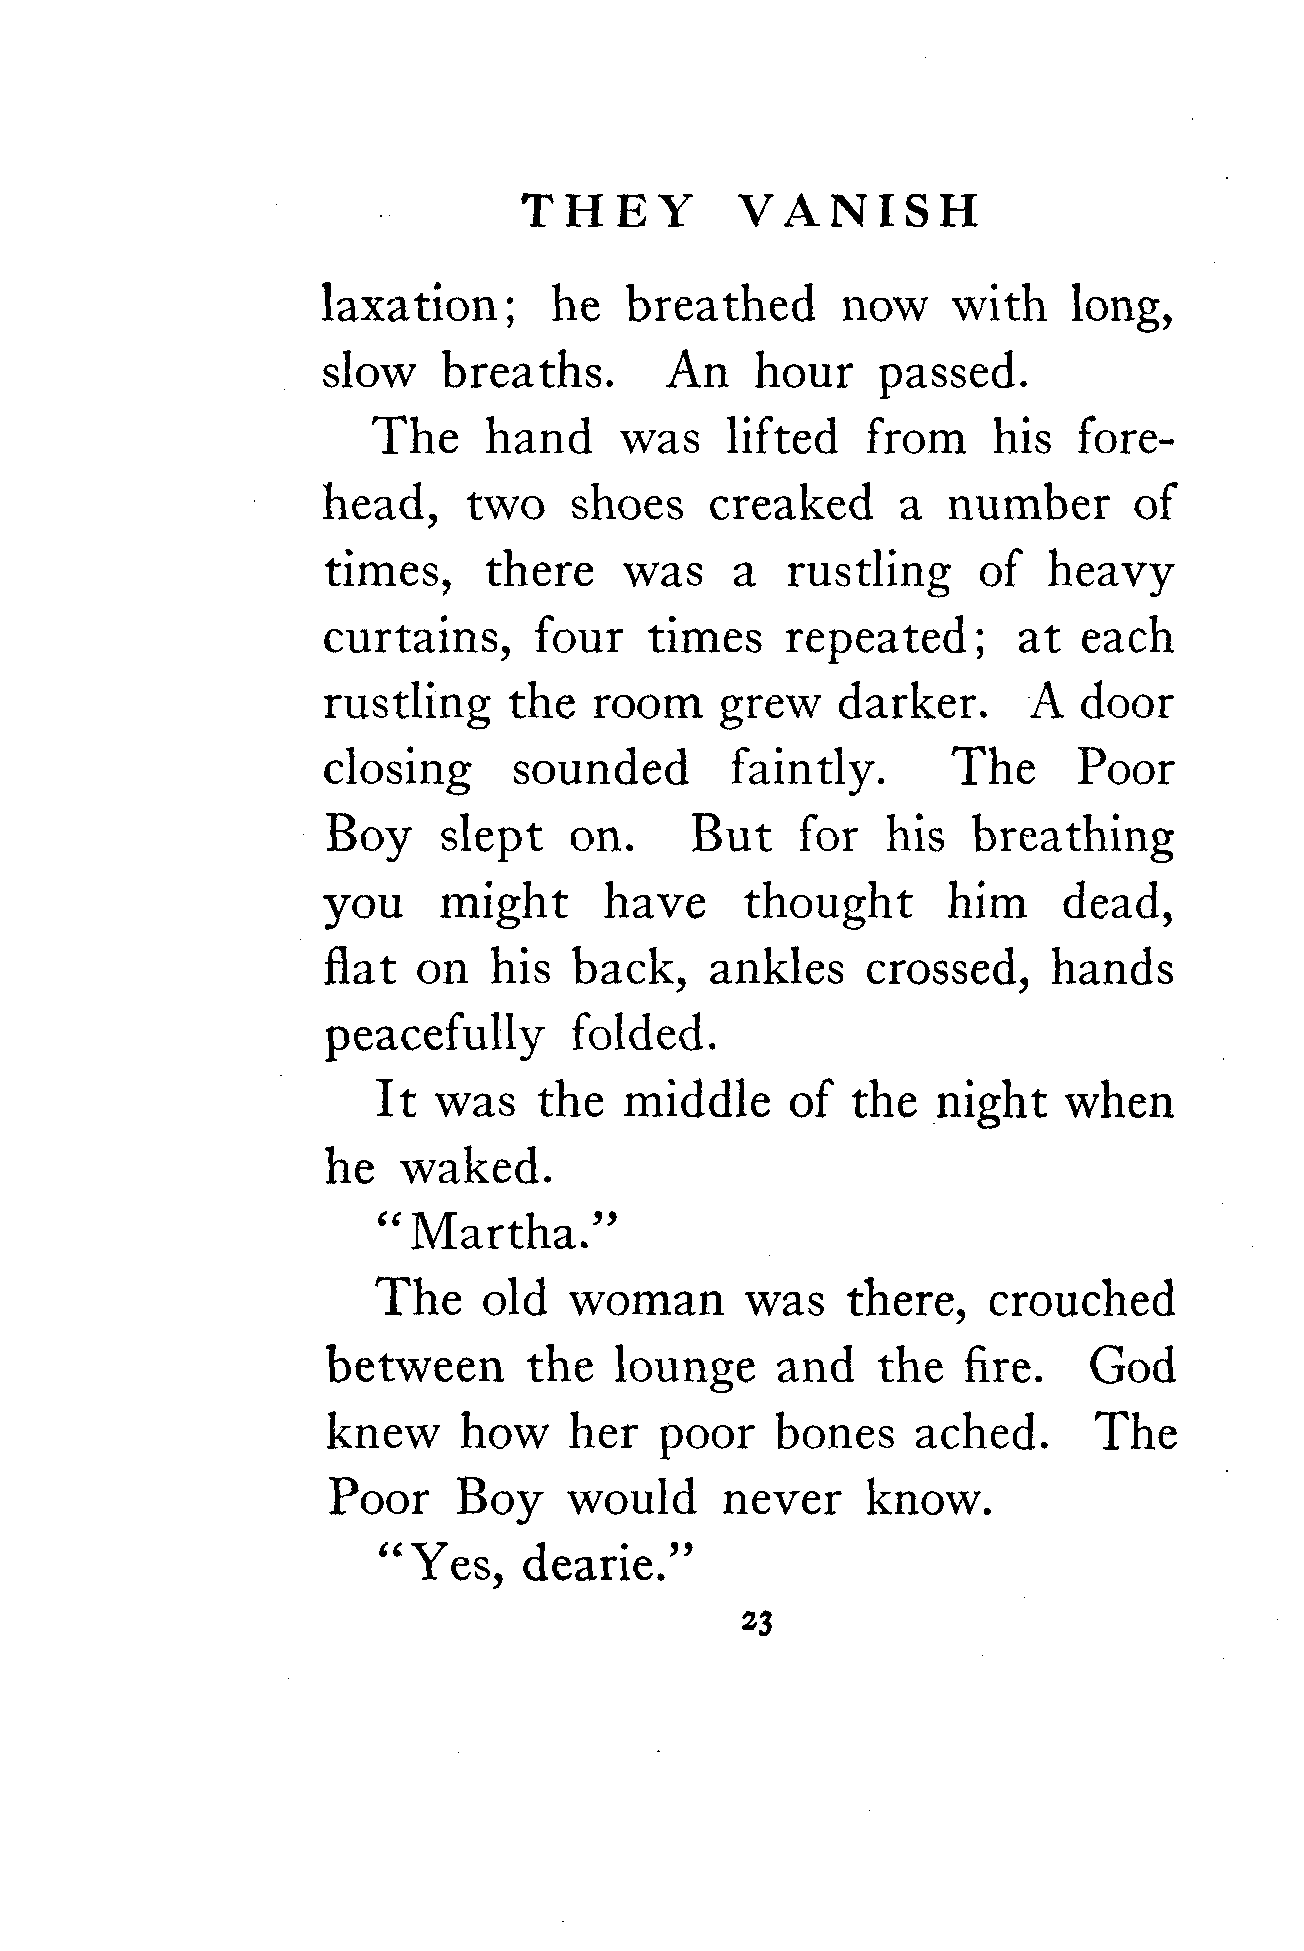 THEY VANISH
laxation; he breathed now with long,
slow breaths. An hour passed.
The hand was lifted from his fore-
head, two shoes creaked a number of
times, there was a rustling of heavy
curtains, four times repeated; at each
rustling the room grew darker. A door
closing sounded faintly. The Poor
Boy slept on. But for his breathing
you might have thought him dead,
flat on his back, ankles crossed, hands
peacefully folded.
It was the middle of the night when
he waked.
“Martha.”
The old woman was there, crouched
between the lounge and the fire. God
knew how her poor bones ached. The
Poor Boy would never know.
“Yes, dearie.”
23